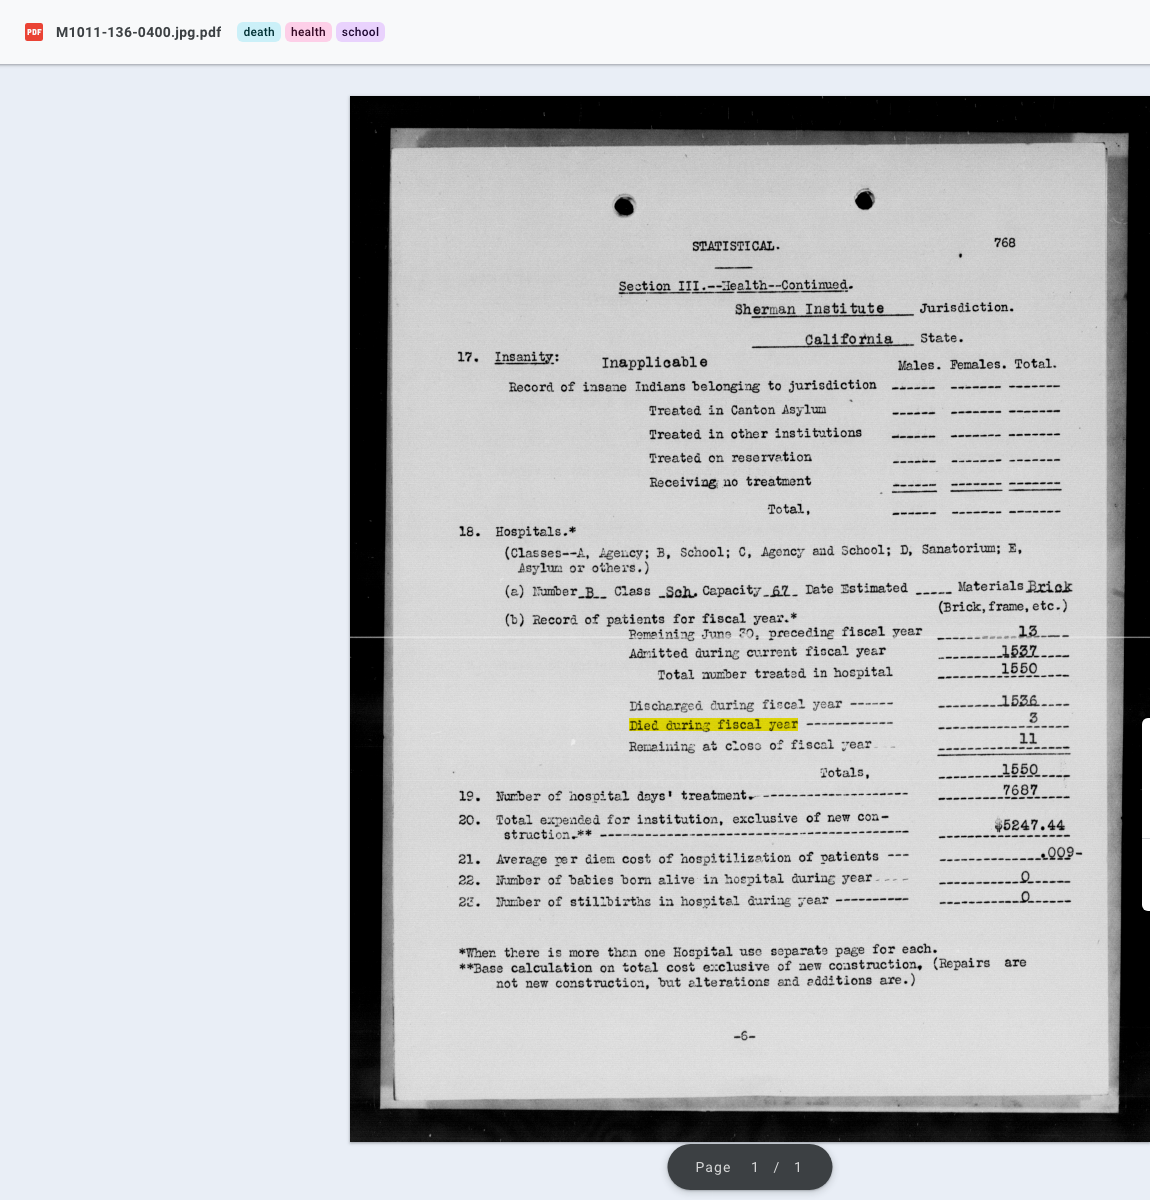 PDF M1011-136-0400.jpg.pdf death health school
STATISTICAL. 768
Section III.--Health--Continued.
Sherman Institute Jurisdiction.
California State.
17. Insanity: Inapplicable
Males. Females. Total.
Record of insane Indians belonging to jurisdiction ------ ------- -------
Treated in Canton Asylum ------ ------- -------
Treated in other institutions ------ ------- -------
Treated on reservation ------ ------- -------
Receiving no treatment ------ ------- -------
Total, ------ ------- -------
18. Hospitals.*
(Classes--A, Agency; B, School; C, Agency and School; D, Sanatorium; E,
Asylum or others.)
(a) Number B Class Sch. Capacity 67 Date Estimated _____ Materials Brick
(Brick,frame,etc.)
(b) Record of patients for fiscal year.*
Remaining June 30, preceding fiscal year 13
Admitted during current fiscal year 1537
Total number treated in hospital 1550
Discharged during fiscal year ------ 1536
Died during fiscal year ------------ 3
Remaining at close of fiscal year 11
Totals, 1550
19. Number of hospital days' treatment. -------------------- 7687
20. Total expended for institution, exclusive of new con-
struction.** ------------------------------------------ $5247.44
21. Average per diem cost of hospitilization of patients --- .009-
22. Number of babies born alive in hospital during year ---- 0
23. Number of stillbirths in hospital during year ---------- 0
*When there is more than one Hospital use separate page for each.
**Base calculation on total cost exclusive of new construction, (Repairs are
not new construction, but alterations and additions are.)
-6-
Page 1 / 1